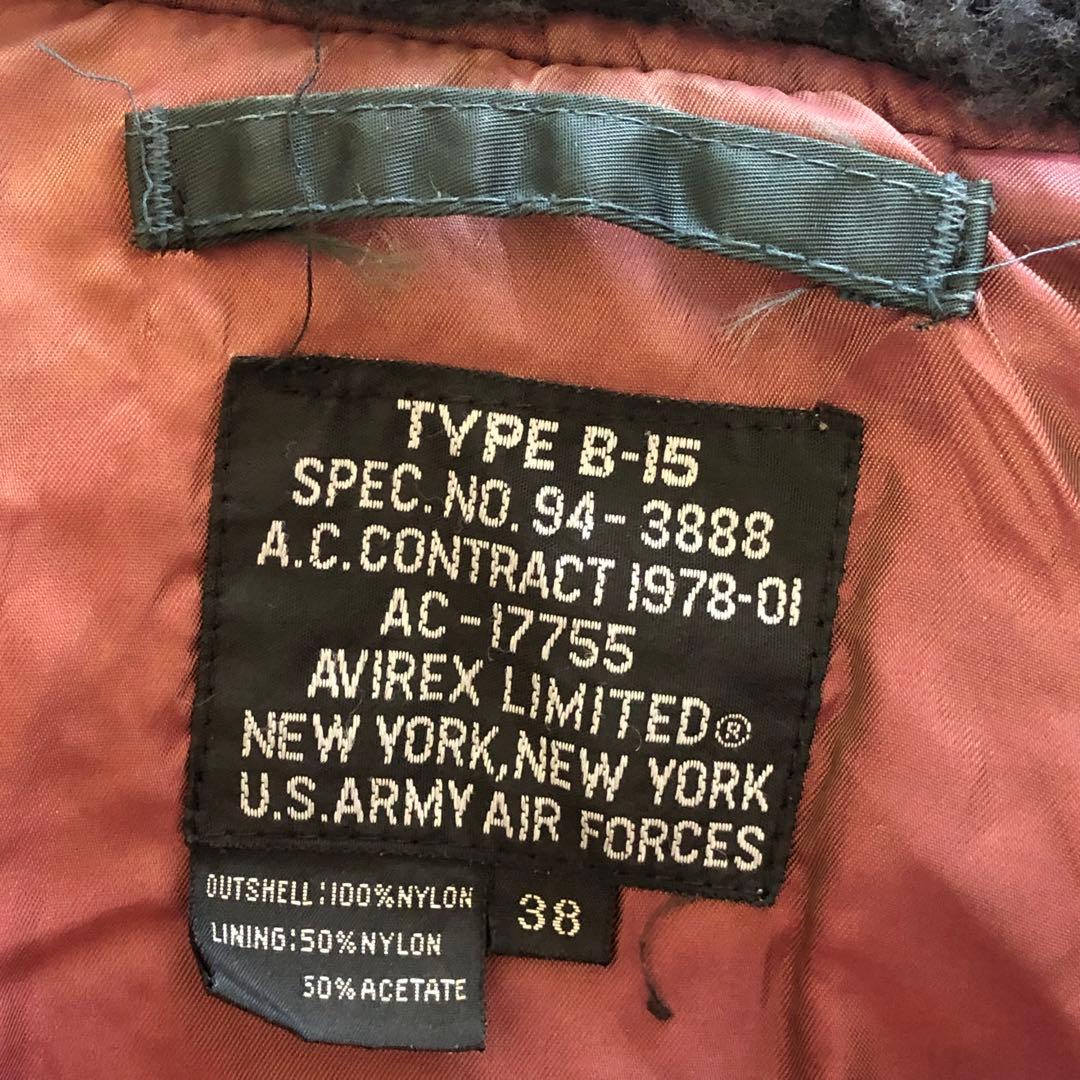 TYPE B-15
SPEC. NO. 94-3888
A.C. CONTRACT 1978-01
AC-17755
AVIREX LIMITED®
NEW YORK, NEW YORK
U.S. ARMY AIR FORCES
38
OUTSHELL:100%NYLON
LINING:50%NYLON
50%ACETATE